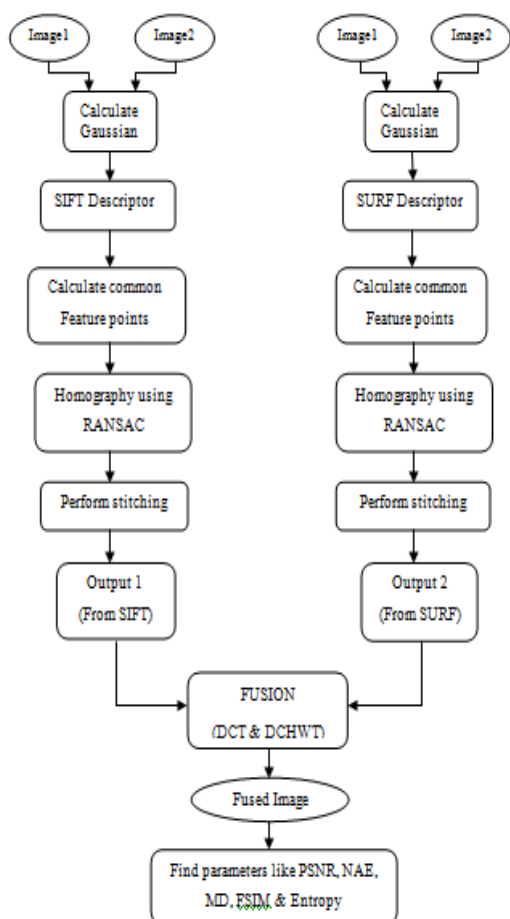 Image1
Image2
Calculate
Gaussian
SIFT Descriptor
Calculate common
Feature points
Homography using
RANSAC
Perform stitching
Output 1
(From SIFT)
Image1
Image2
Calculate
Gaussian
SURF Descriptor
Calculate common
Feature points
Homography using
RANSAC
Perform stitching
Output 2
(From SURF)
FUSION
(DCT & DCHWT)
Fused Image
Find parameters like PSNR, NAE,
MD, FSIM & Entropy